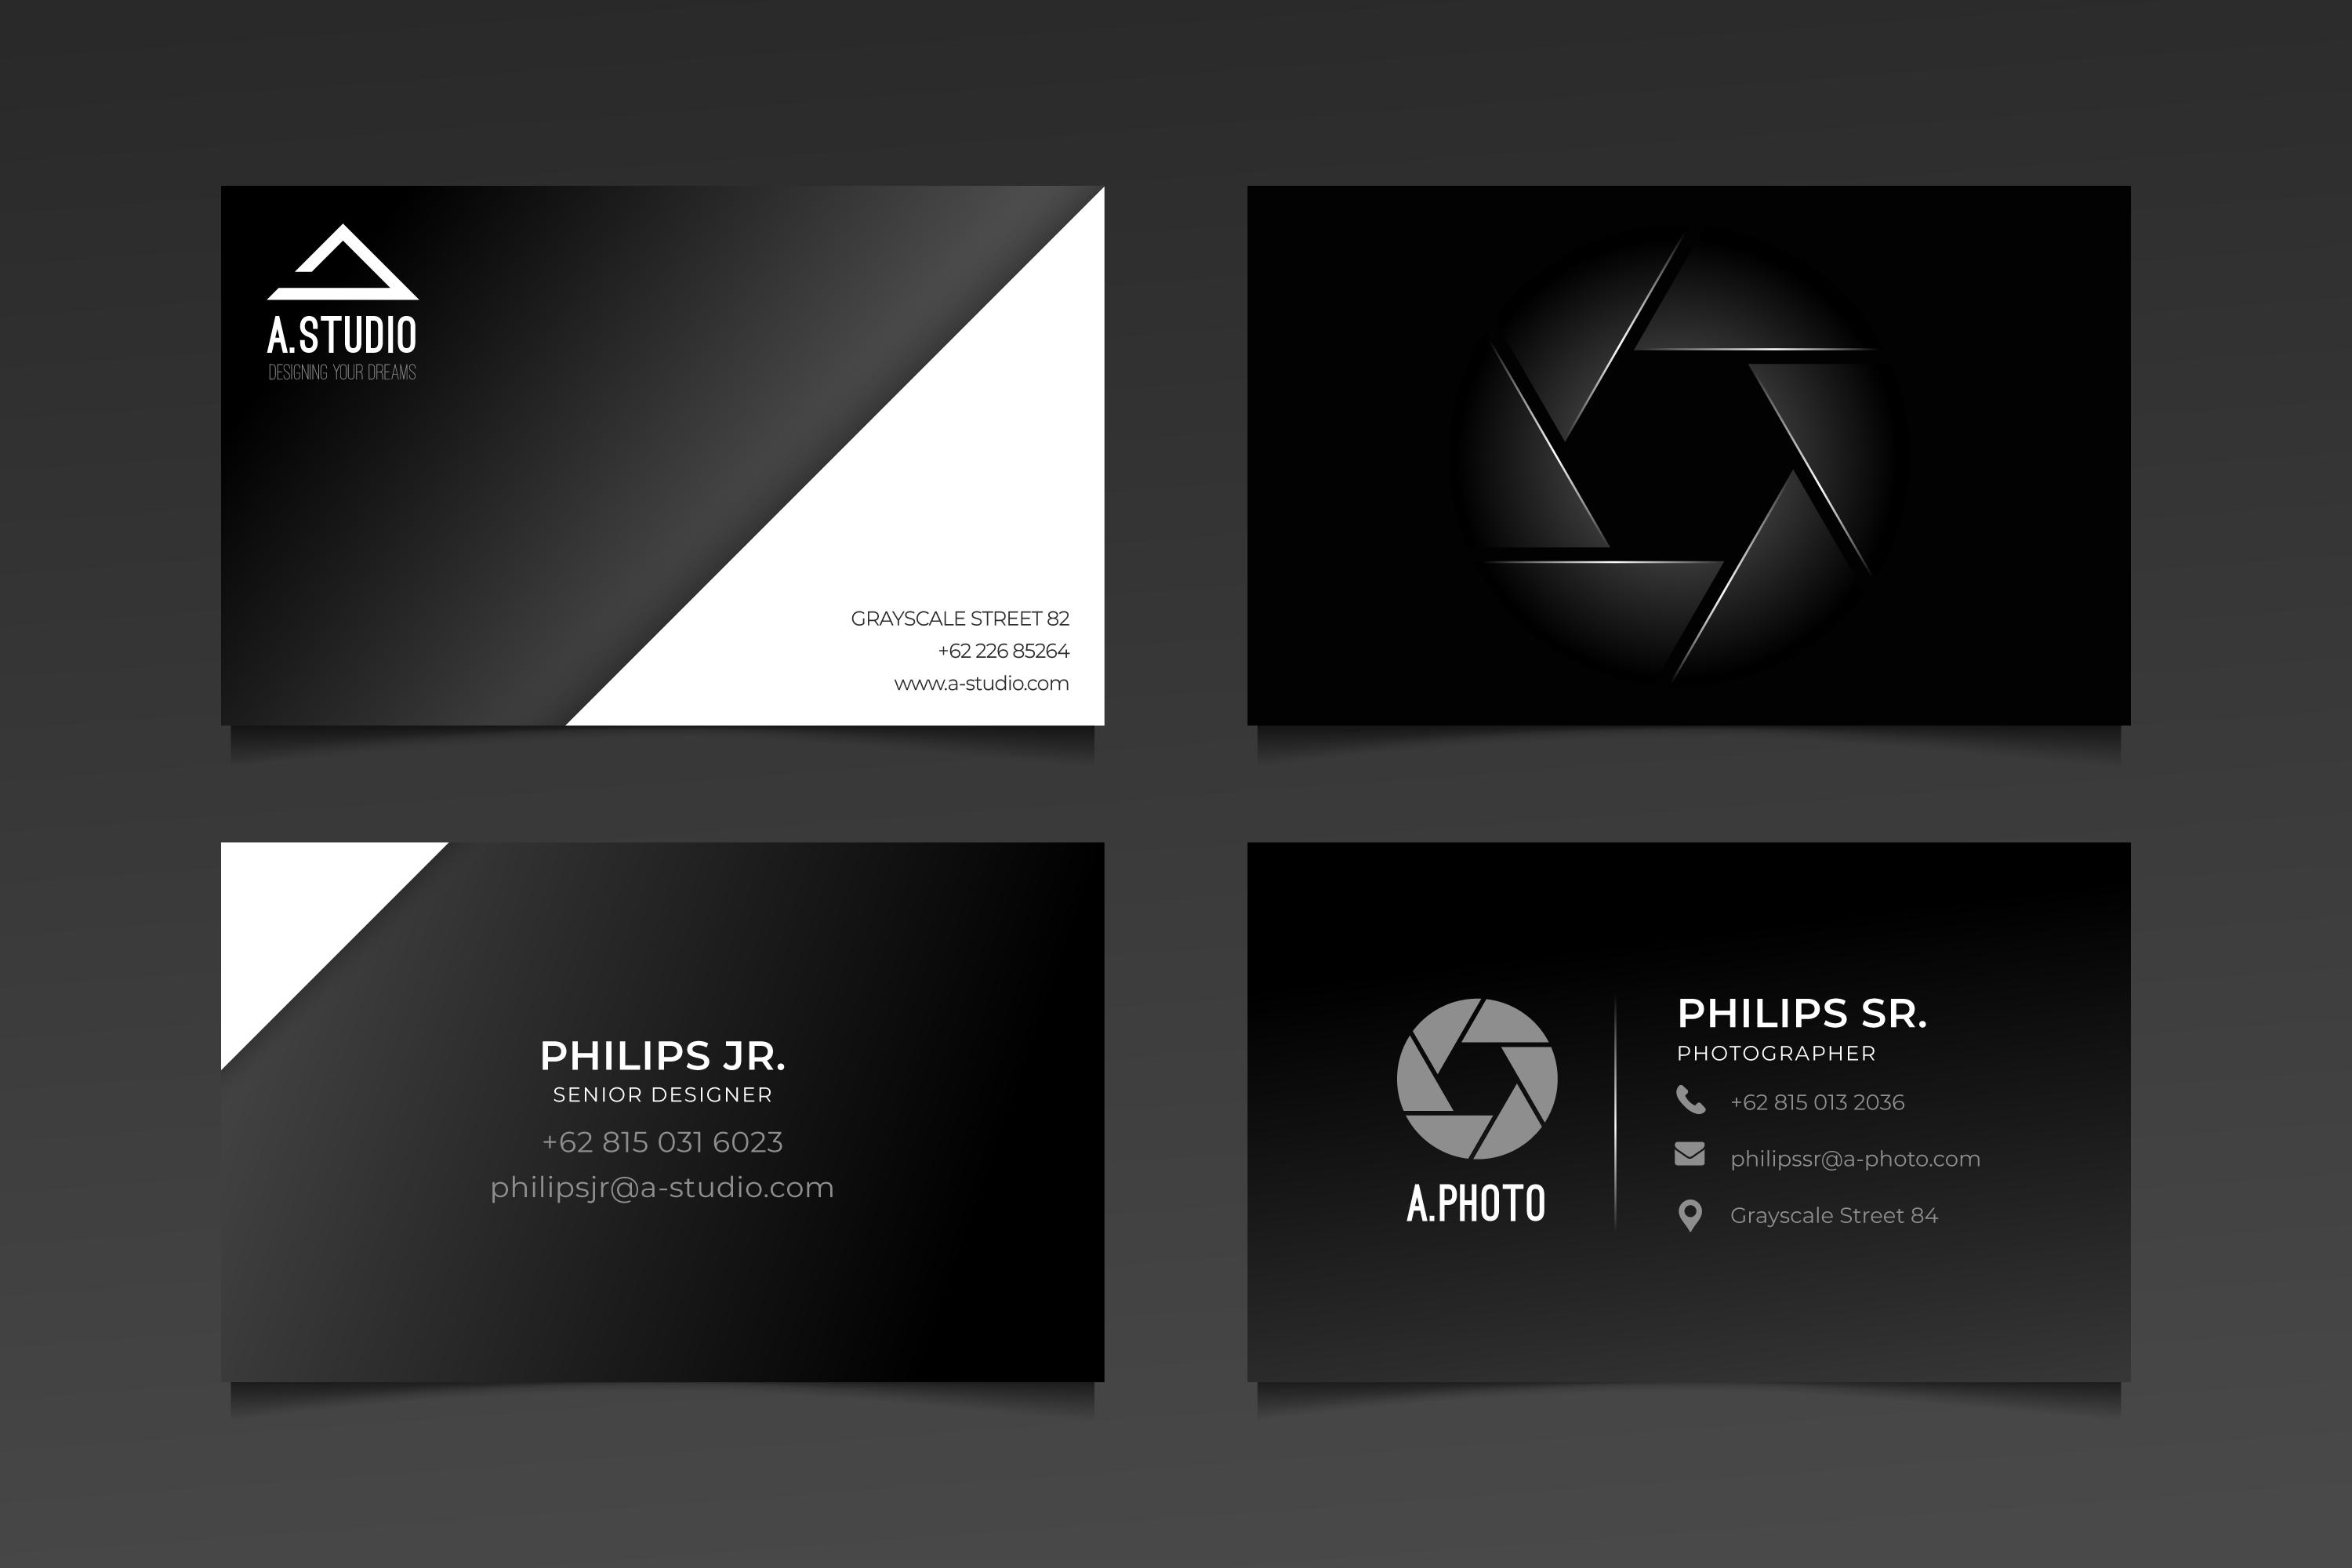 A.STUDIO
DESIGNING YOUR DREAMS
GRAYSCALE STREET 82
+62 226 85264
www.a-studio.com
PHILIPS JR.
SENIOR DESIGNER
+62 815 031 6023
philipsjr@a-studio.com
A.PHOTO
PHILIPS SR.
PHOTOGRAPHER
+62 815 013 2036
philipssr@a-photo.com
Grayscale Street 84